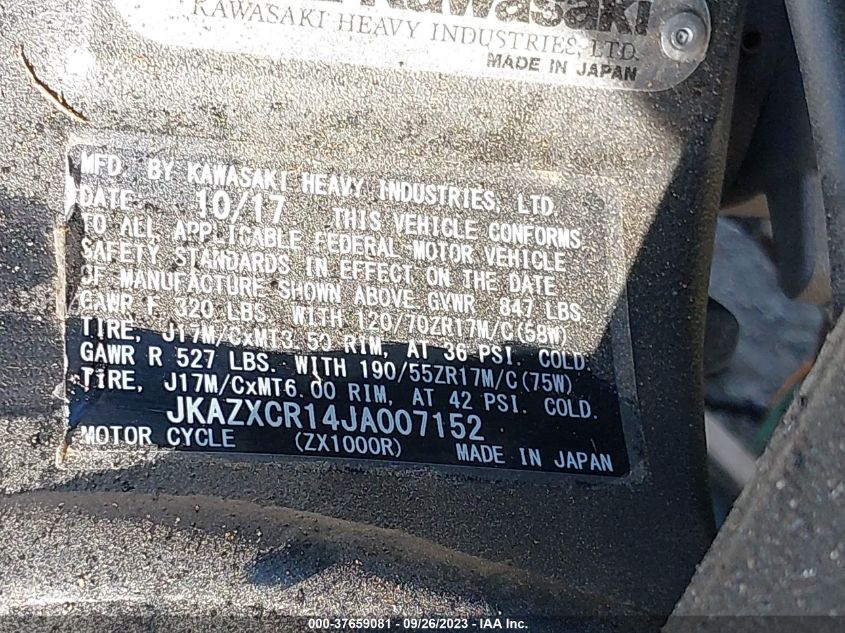 Kawasaki
KAWASAKI HEAVY INDUSTRIES, LTD.
MADE IN JAPAN
MFD. BY KAWASAKI HEAVY INDUSTRIES, LTD.
DATE 10/17 THIS VEHICLE CONFORMS
TO ALL APPLICABLE FEDERAL MOTOR VEHICLE
SAFETY STANDARDS IN EFFECT ON THE DATE
OF MANUFACTURE SHOWN ABOVE GVWR 847 LBS.
GAWR F 320 LBS. WITH 120/70ZR17M/C(58W)
TIRE, J17M/CxMT3.50 RIM, AT 36 PSI. COLD.
GAWR R 527 LBS. WITH 190/55ZR17M/C(75W)
TIRE, J17M/CxMT6.00 RIM, AT 42 PSI. COLD.
JKAZXCR14JA007152
MOTOR CYCLE (ZX1000R) MADE IN JAPAN
000-37659081 - 09/26/2023 - IAA Inc.